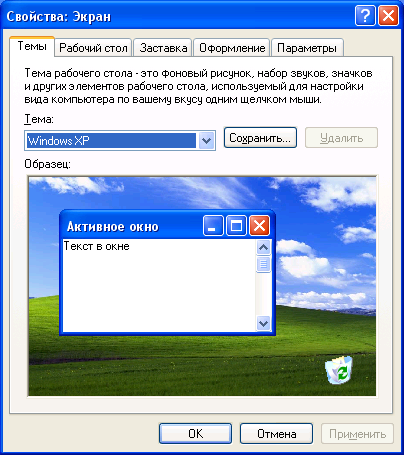 Свойства: Экран
Темы Рабочий стол Заставка Оформление Параметры
Тема рабочего стола - это фоновый рисунок, набор звуков, значков
и других элементов рабочего стола, используемый для настройки
вида компьютера по вашему вкусу одним щелчком мыши.
Тема:
Windows XP Сохранить... Удалить
Образец:
Активное окно
Текст в окне
OK Отмена Применить